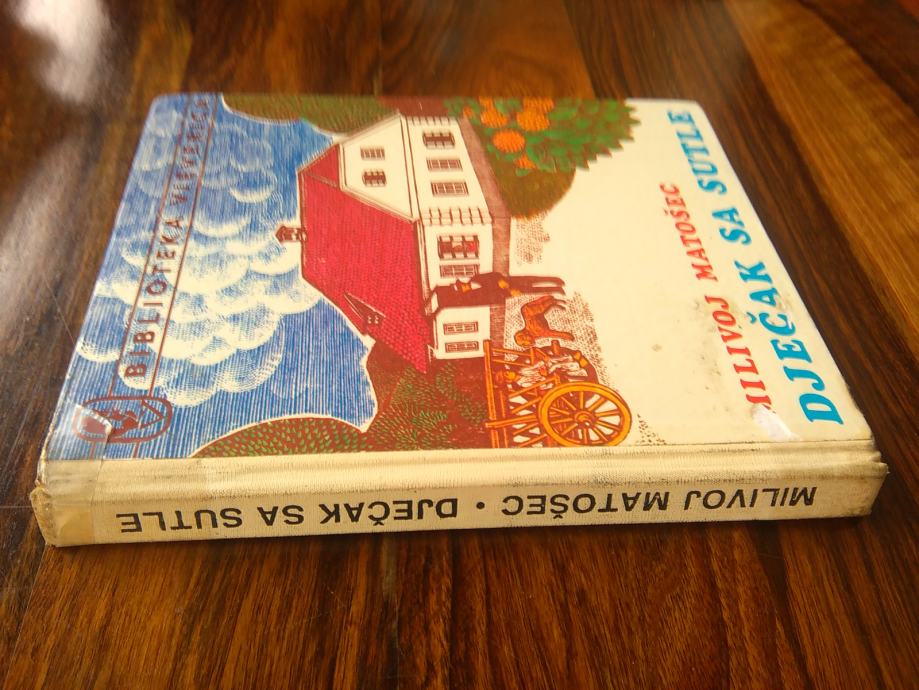 BIBLIOTEKA VJEVERICA
MILIVOJ MATOŠEC
DJEČAK SA SUTLE
MILIVOJ MATOŠEC • DJEČAK SA SUTLE